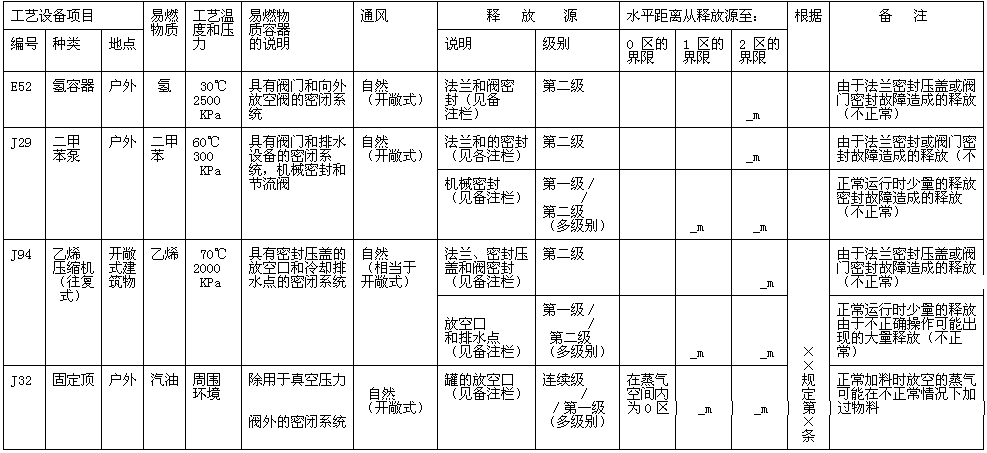 工艺设备项目 易燃物质 工艺温度和压力 易燃物质容器的说明 通风 释 放 源 水平距离从释放源至: 根据 备 注
编号 种类 地点 说明 级别 0 区的界限 1 区的界限 2 区的界限
E52 氢容器 户外 氢 30℃ 2500 KPa 具有阀门和向外放空阀的密闭系统 自然（开敞式） 法兰和阀密封（见备注栏） 第二级 _m 由于法兰密封压盖或阀门密封故障造成的释放（不正常）
J29 二甲苯泵 户外 二甲苯 60℃ 300 KPa 具有阀门和排水设备的密闭系统，机械密封和节流阀 自然（开敞式） 法兰和的密封（见各注栏） 第二级 _m 由于法兰密封或阀门密封故障造成的释放（不
机械密封（见备注栏） 第一级/ / 第二级（多级别） _m _m 正常运行时少量的释放密封故障造成的释放（不正常）
J94 乙烯压缩机（往复式） 开敞式建筑物 乙烯 70℃ 2000 KPa 具有密封压盖的放空口和冷却排水点的密闭系统 自然（相当于开敞式） 法兰、密封压盖和阀密封（见备注栏） 第二级 _m 由于法兰密封压盖或阀门密封故障造成的释放（不正常）
放空口和排水点（见备注栏） 第一级/ / 第二级（多级别） _m _m 正常运行时少量的释放由于不正确操作可能出现的大量释放（不正常）
J32 固定顶 户外 汽油 周围环境 除用于真空压力阀外的密闭系统 自然（开敞式） 罐的放空口（见备注栏） 连续级/ /第一级（多级别） 在蒸气空间内为0区 _m _m ××规定第×条 正常加料时放空的蒸气可能在不正常情况下加过物料